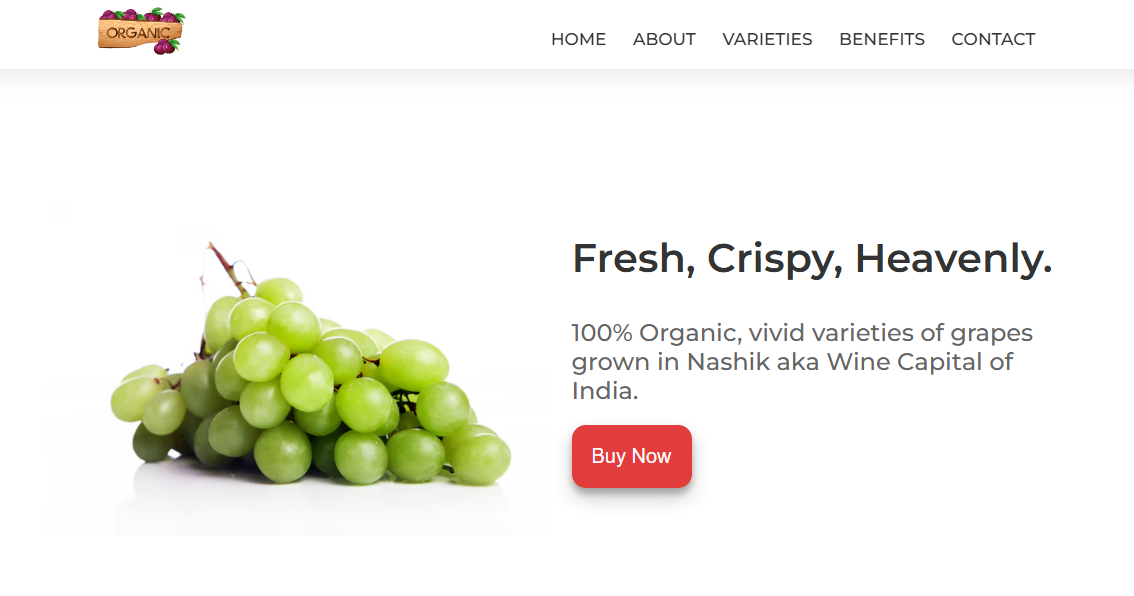 ORGANIC
HOME ABOUT VARIETIES BENEFITS CONTACT
Fresh, Crispy, Heavenly.
100% Organic, vivid varieties of grapes
grown in Nashik aka Wine Capital of
India.
Buy Now